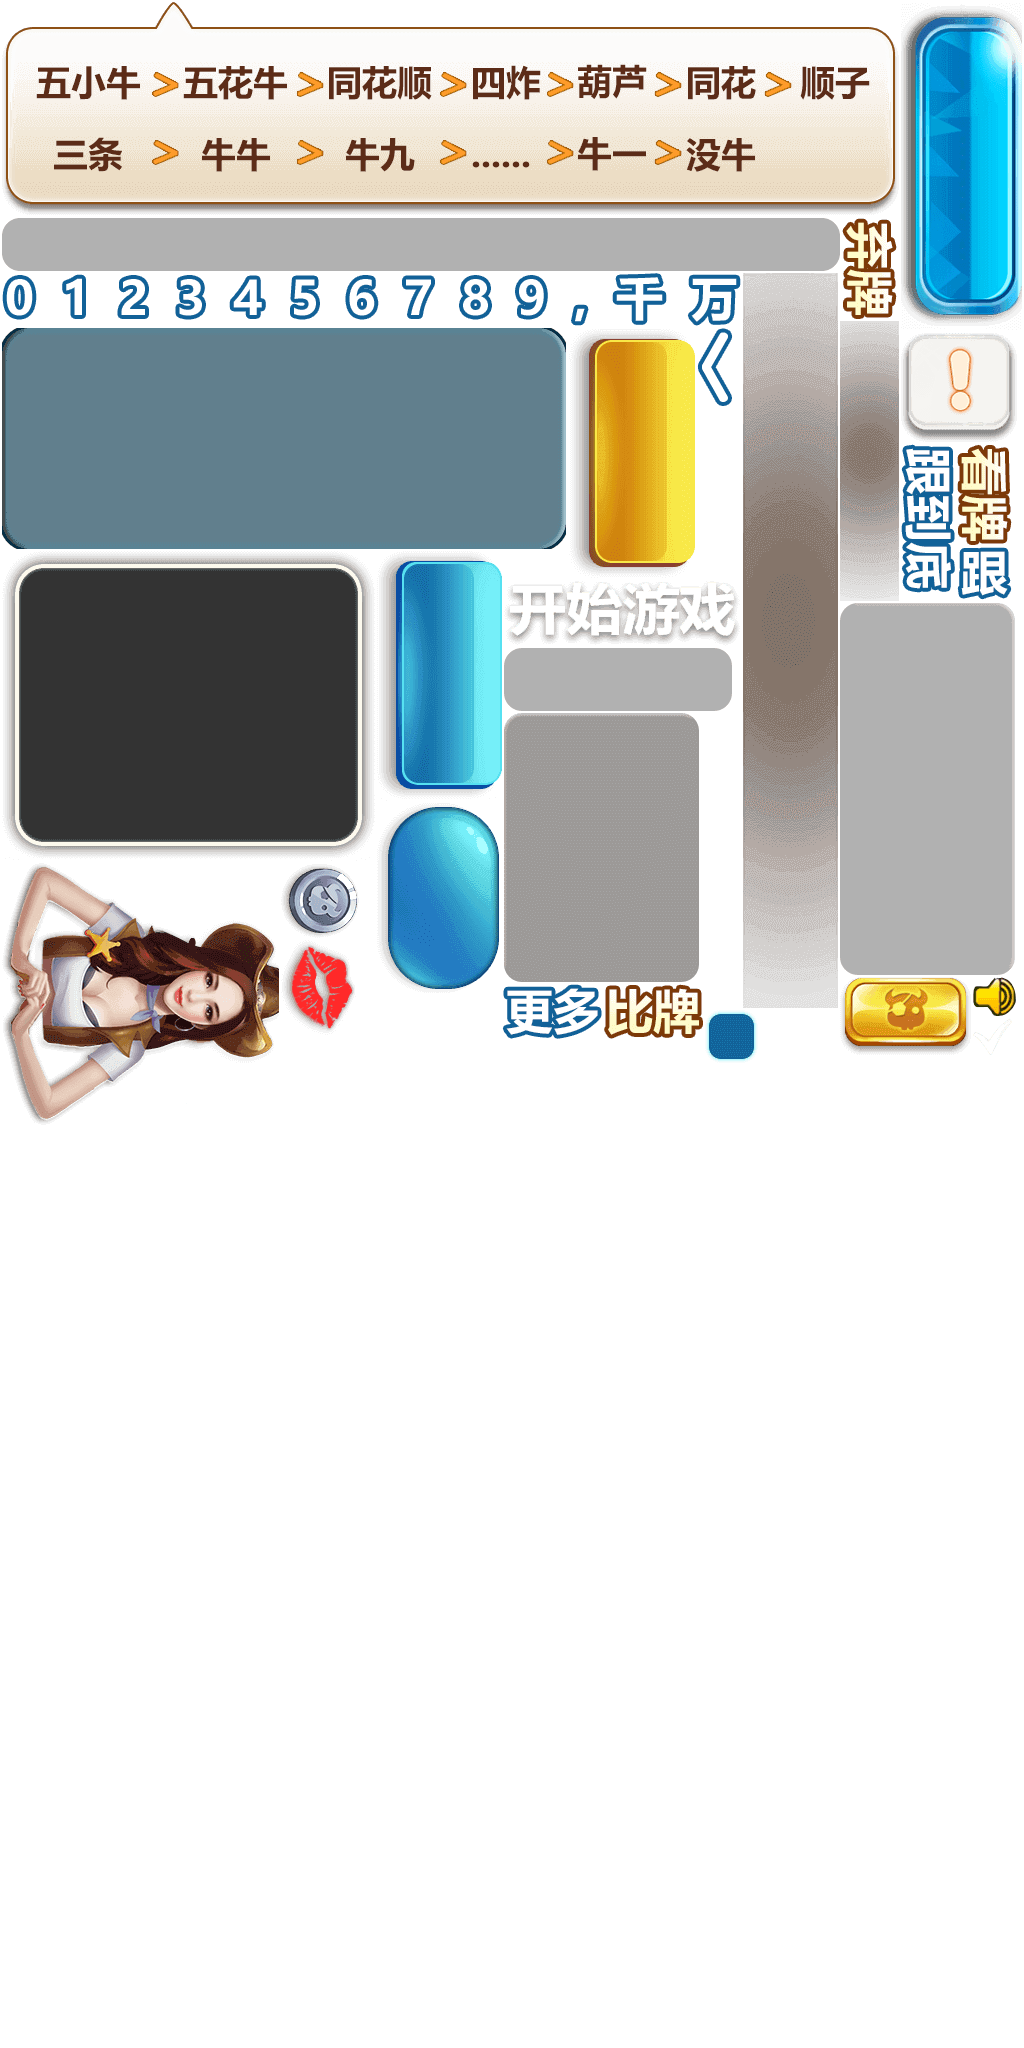 五小牛 > 五花牛 > 同花顺 > 四炸 > 葫芦 > 同花 > 顺子
三条 > 牛牛 > 牛九 > ...... > 牛一 > 没牛
弃牌
0 1 2 3 4 5 6 7 8 9 , 千 万
看牌
跟
跟到底
开始游戏
更多
比牌